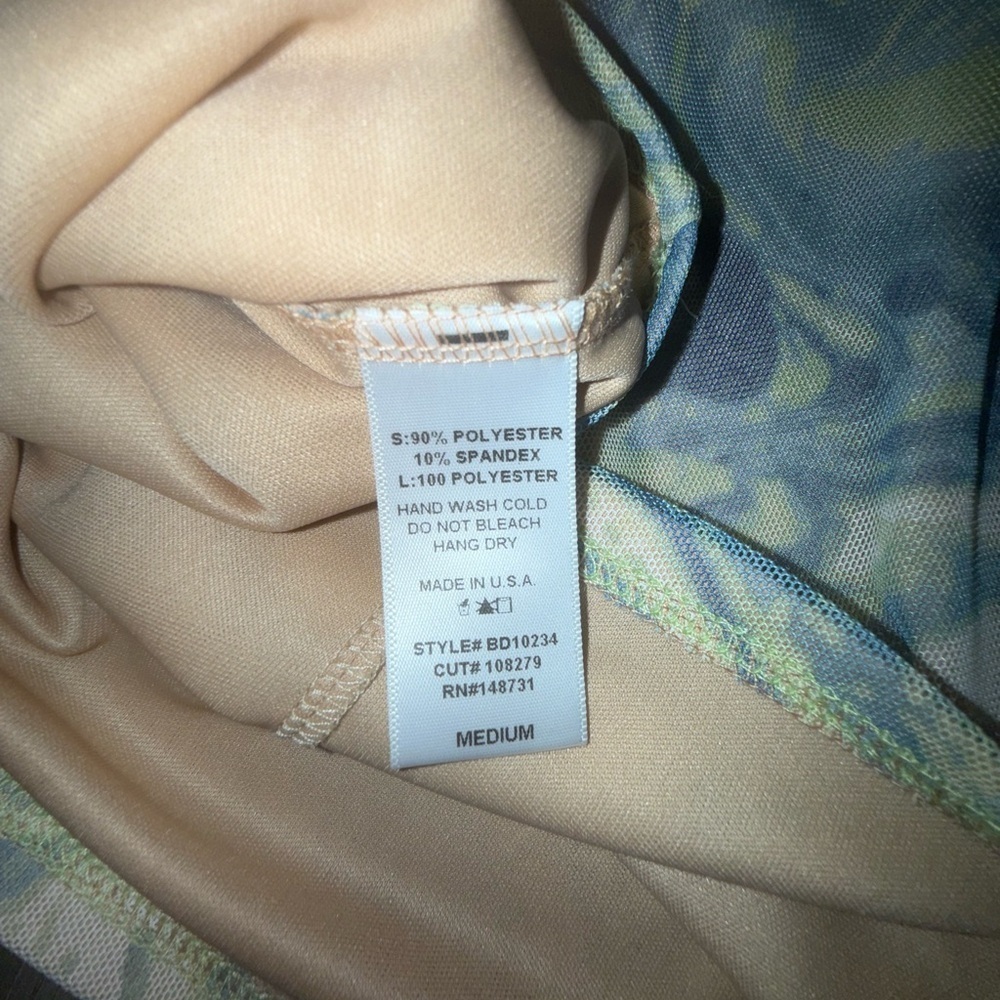 S:90% POLYESTER
10% SPANDEX
L:100 POLYESTER
HAND WASH COLD
DO NOT BLEACH
HANG DRY
MADE IN U.S.A.
STYLE# BD10234
CUT# 108279
RN#148731
MEDIUM